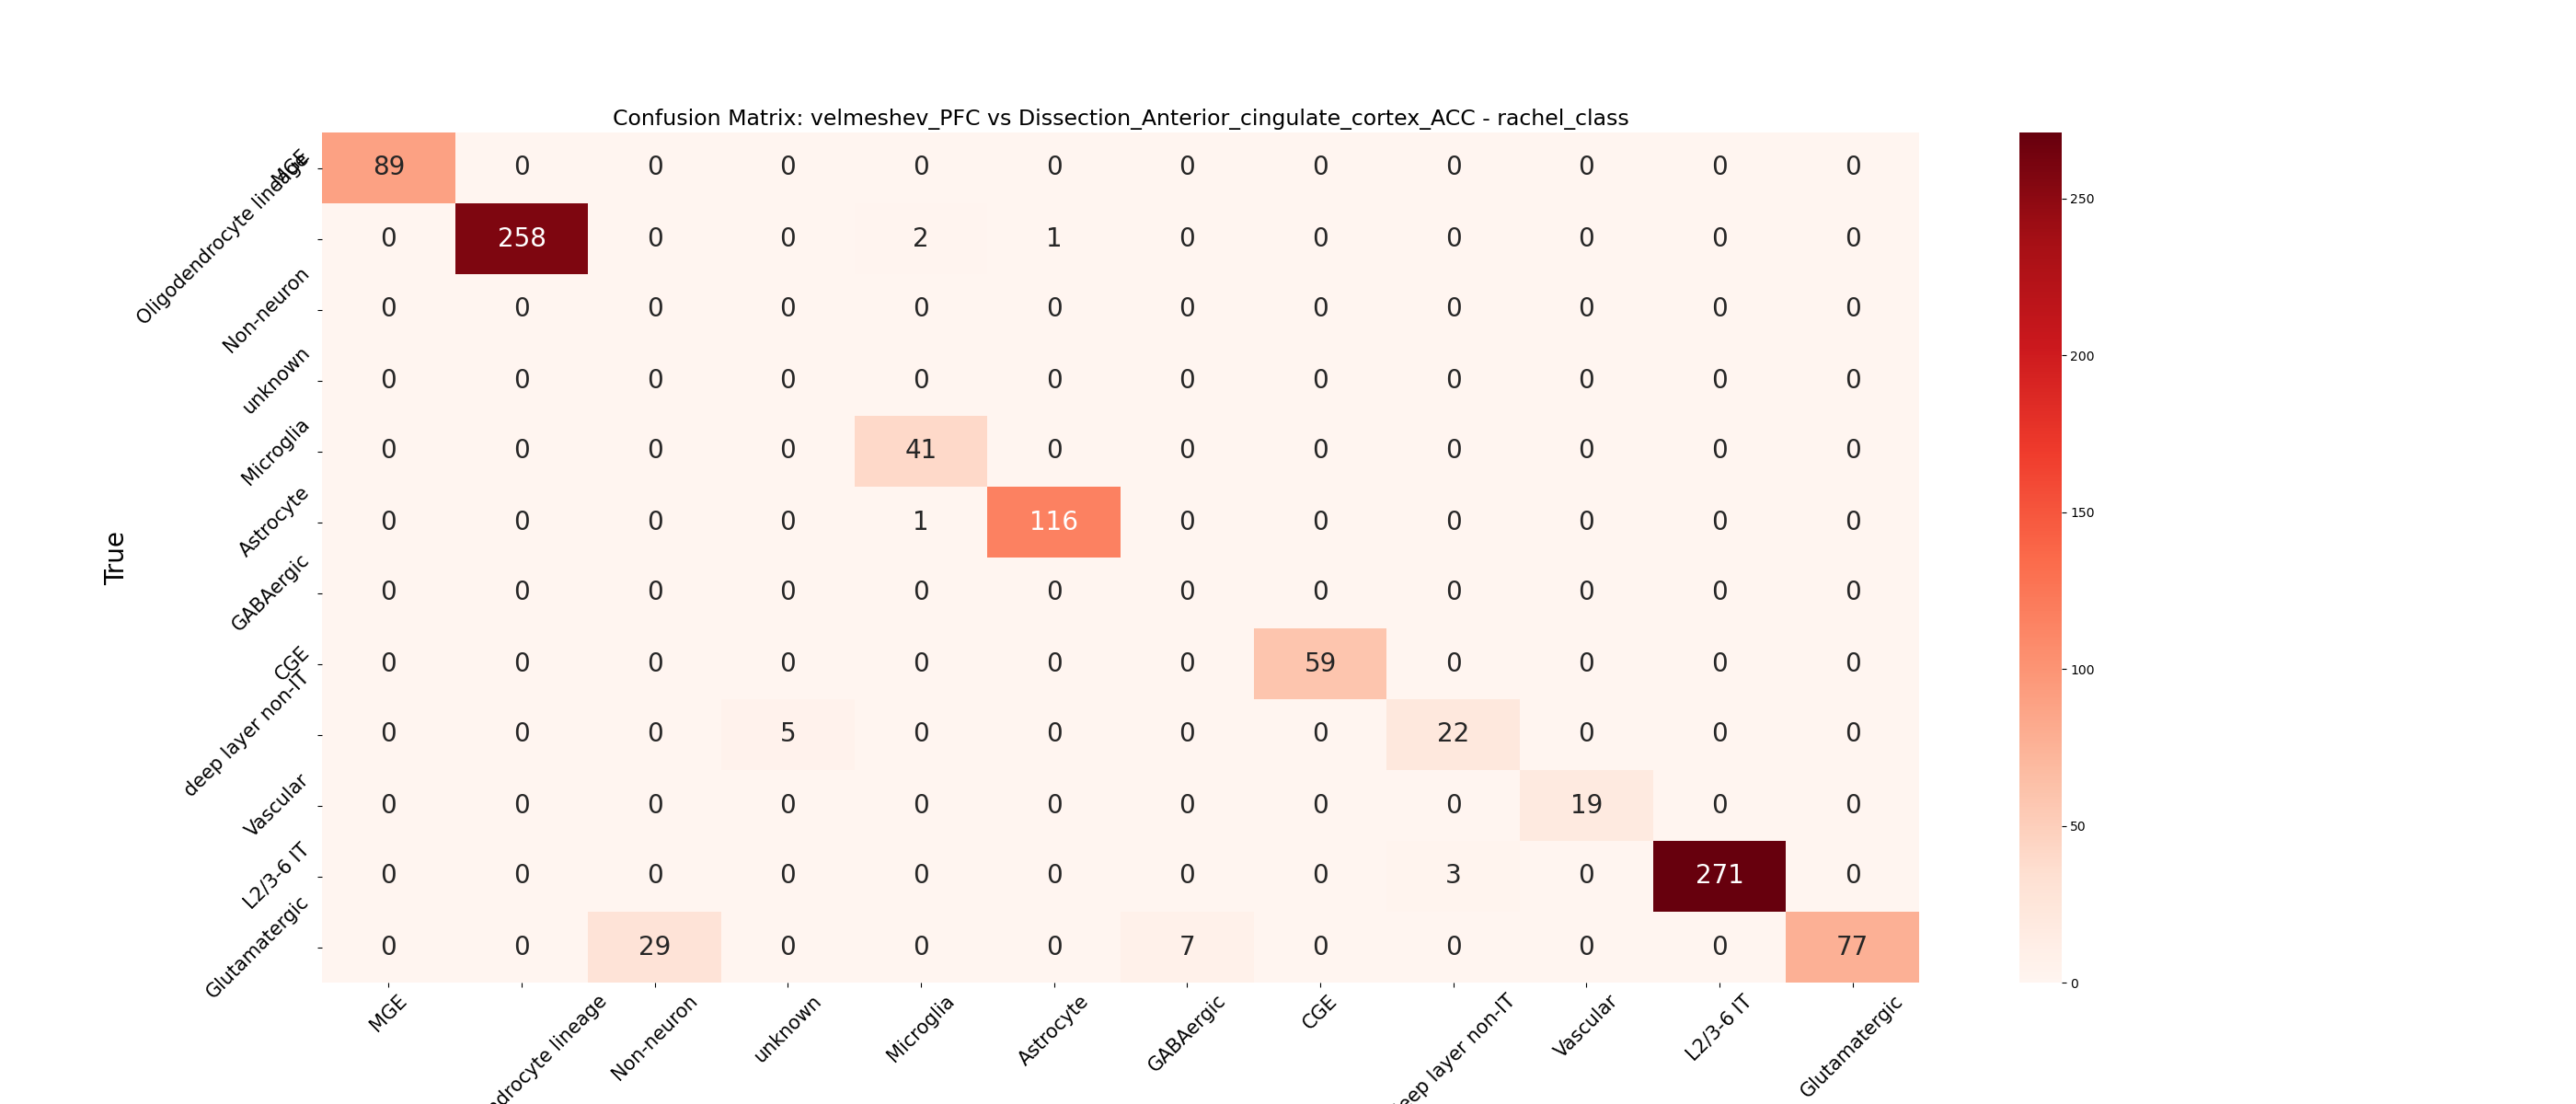 Confusion Matrix: velmeshev_PFC vs Dissection_Anterior_cingulate_cortex_ACC - rachel_class
True
MGE 89 0 0 0 0 0 0 0 0 0 0 0
Oligodendrocyte lineage 0 258 0 0 2 1 0 0 0 0 0 0
Non-neuron 0 0 0 0 0 0 0 0 0 0 0 0
unknown 0 0 0 0 0 0 0 0 0 0 0 0
Microglia 0 0 0 0 41 0 0 0 0 0 0 0
Astrocyte 0 0 0 0 1 116 0 0 0 0 0 0
GABAergic 0 0 0 0 0 0 0 0 0 0 0 0
CGE 0 0 0 0 0 0 0 59 0 0 0 0
deep layer non-IT 0 0 0 5 0 0 0 0 22 0 0 0
Vascular 0 0 0 0 0 0 0 0 0 19 0 0
L2/3-6 IT 0 0 0 0 0 0 0 0 3 0 271 0
Glutamatergic 0 0 29 0 0 0 7 0 0 0 0 77
MGE
ndrocyte lineage
Non-neuron
unknown
Microglia
Astrocyte
GABAergic
CGE
eep layer non-IT
Vascular
L2/3-6 IT
Glutamatergic
250
200
150
100
50
0